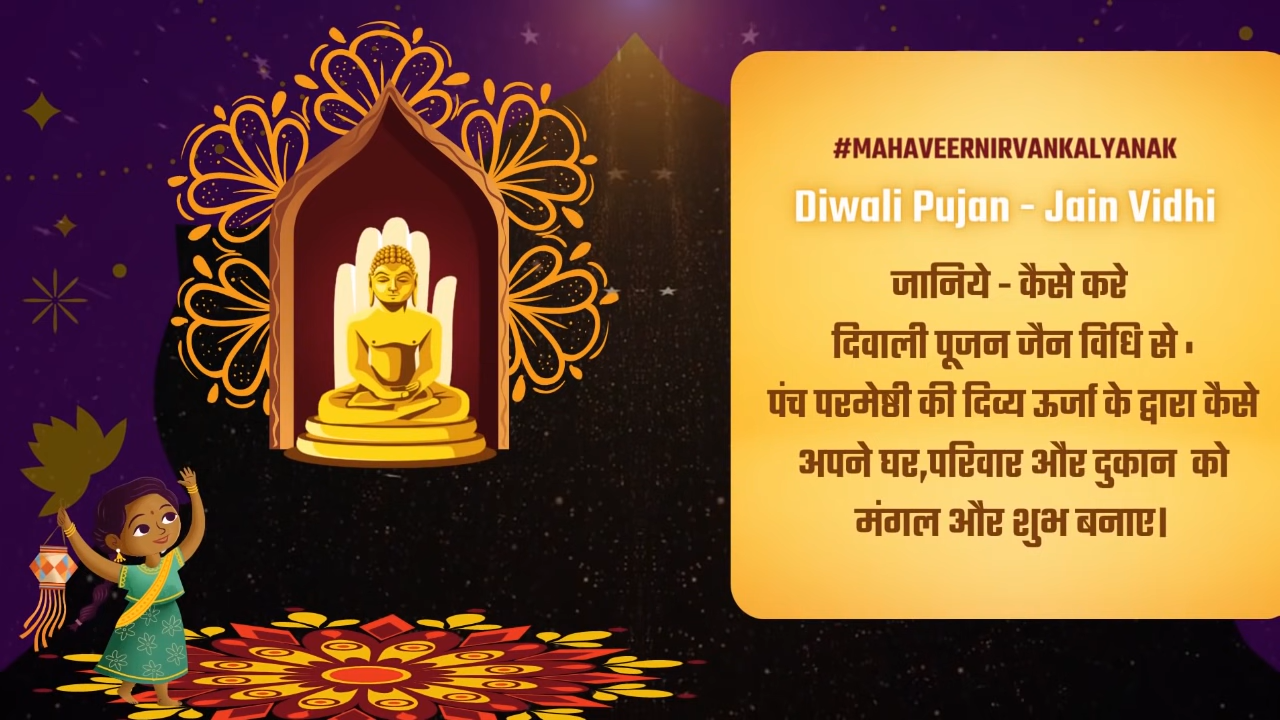 #MAHAVEERNIRVANKALYANAK
Diwali Pujan - Jain Vidhi
जानिये - कैसे करे
दिवाली पूजन जैन विधि से '
पंच परमेष्ठी की दिव्य ऊर्जा के द्वारा कैसे
अपने घर,परिवार और दुकान को
मंगल और शुभ बनाए।